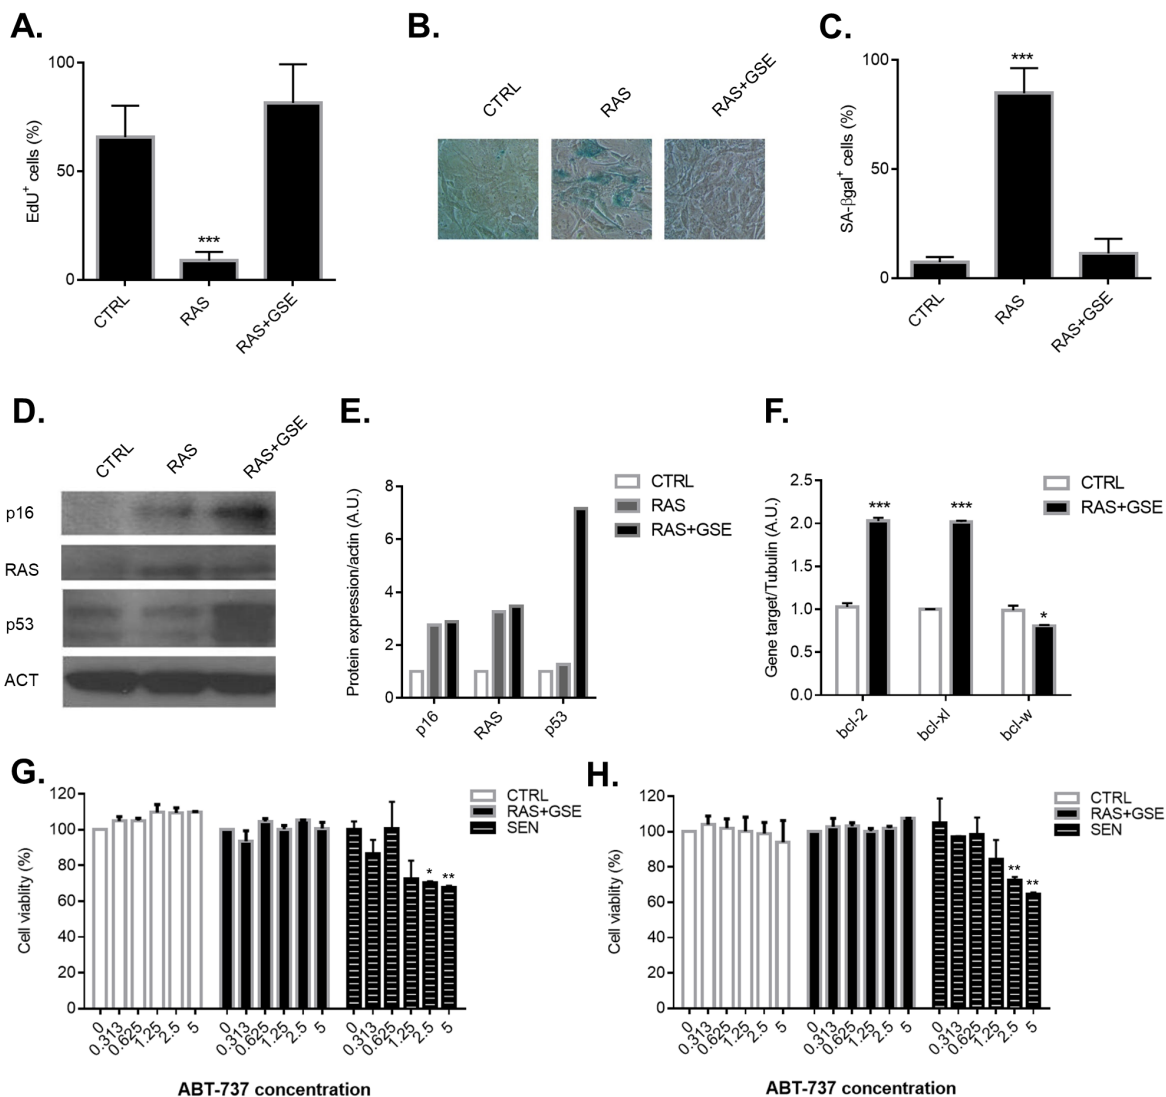 A.
EdU+ cells (%)
100
50
0
***
CTRL
RAS
RAS+GSE
B.
CTRL
RAS
RAS+GSE
C.
SA-βgal+ cells (%)
100
50
0
***
CTRL
RAS
RAS+GSE
D.
CTRL
RAS
RAS+GSE
p16
RAS
p53
ACT
E.
Protein expression/actin (A.U.)
8
6
4
2
0
p16
RAS
p53
CTRL
RAS
RAS+GSE
F.
Gene target/Tubulin (A.U.)
2.5
2.0
1.5
1.0
0.5
0.0
***
***
*
bcl-2
bcl-xl
bcl-w
CTRL
RAS+GSE
G.
Cell viablity (%)
120
100
80
60
40
20
0
*
**
0 0.313 0.625 1.25 2.5 5 0 0.313 0.625 1.25 2.5 5 0 0.313 0.625 1.25 2.5 5
ABT-737 concentration
CTRL
RAS+GSE
SEN
H.
Cell viablity (%)
120
100
80
60
40
20
0
**
**
0 0.313 0.625 1.25 2.5 5 0 0.313 0.625 1.25 2.5 5 0 0.313 0.625 1.25 2.5 5
ABT-737 concentration
CTRL
RAS+GSE
SEN